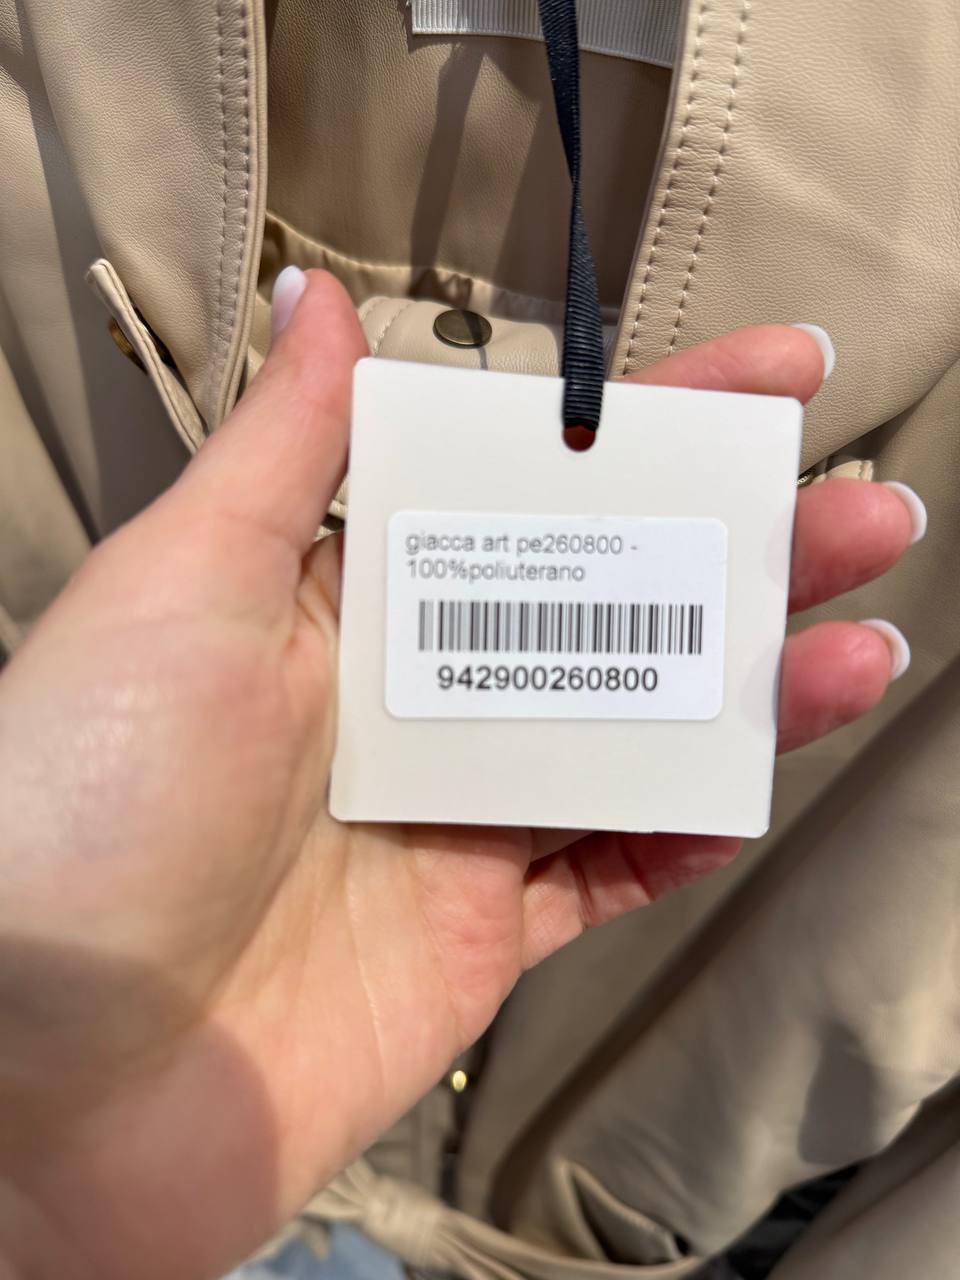 giacca art pe260800 -
100%poliuterano
942900260800